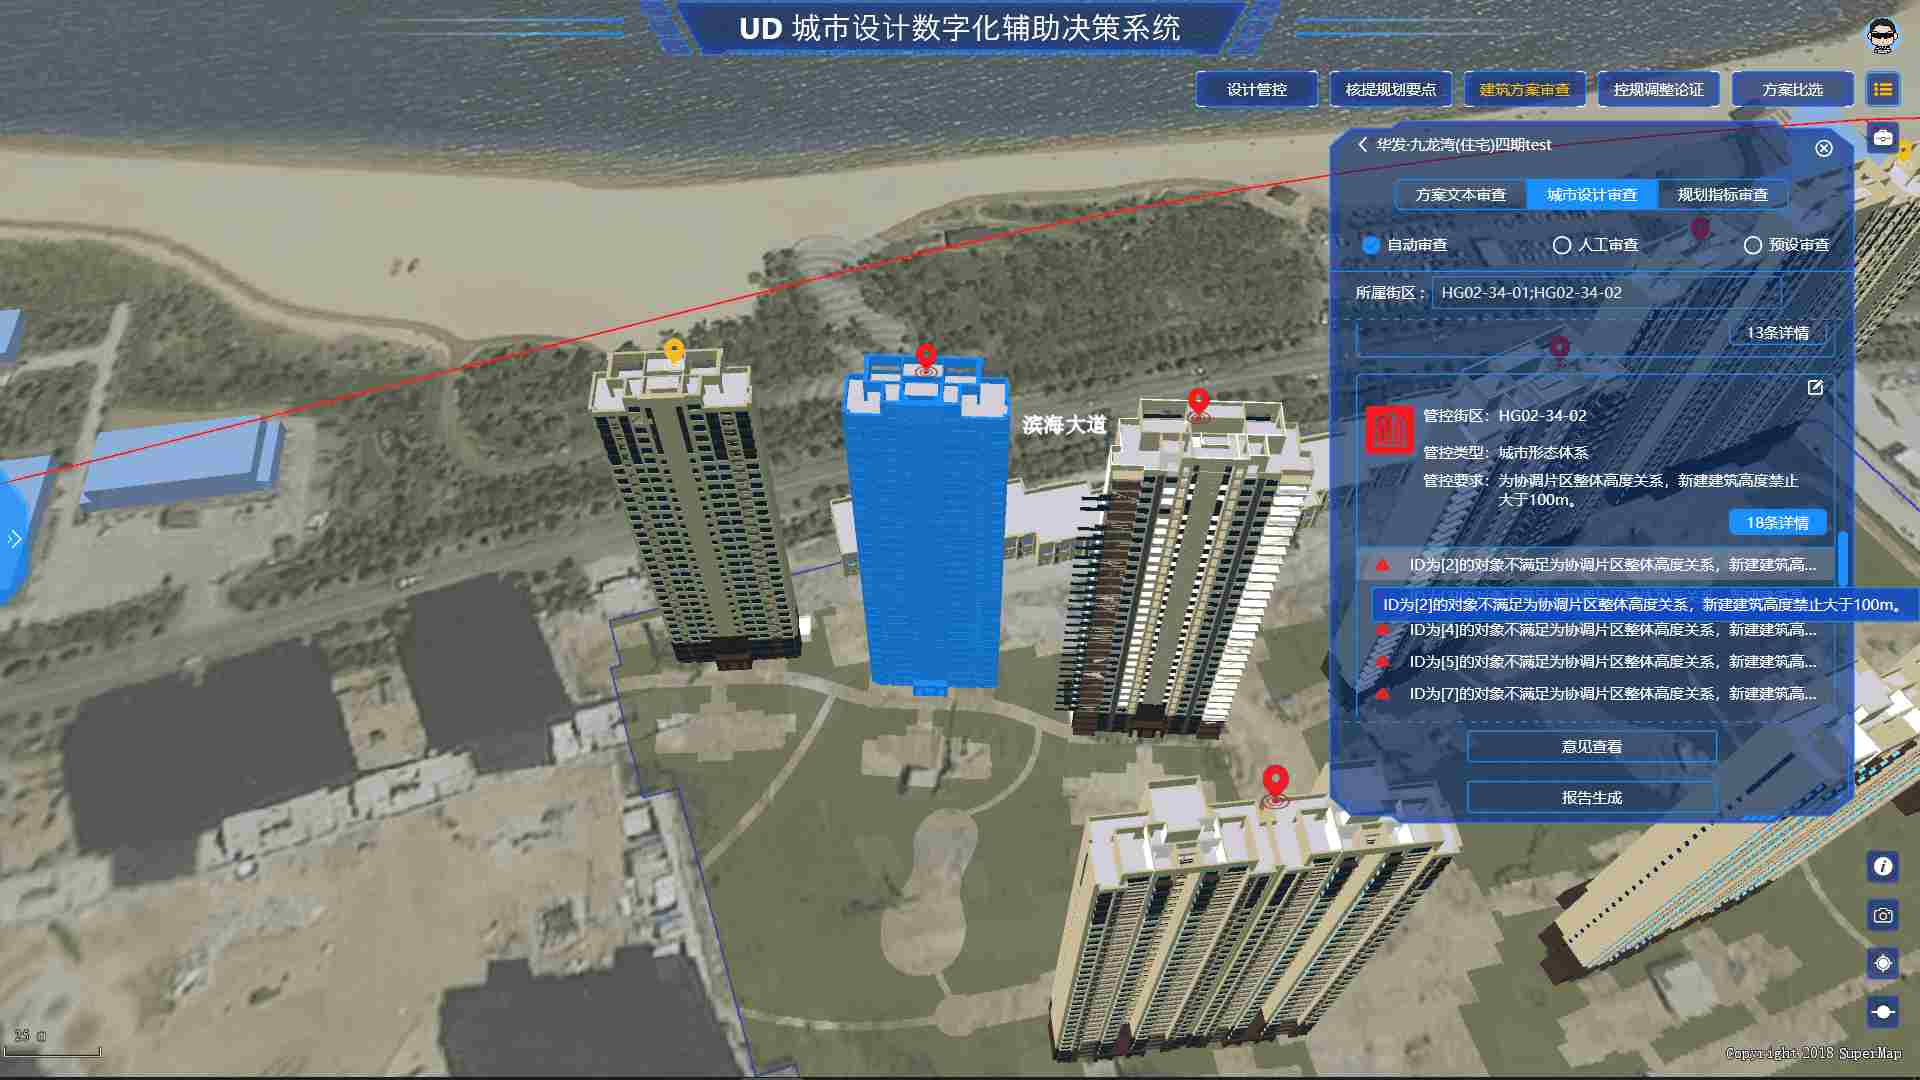 UD 城市设计数字化辅助决策系统
设计管控 核提规划要点 建筑方案审查 控规调整论证 方案比选
华发·九龙湾(住宅)四期test
方案文本审查 城市设计审查 规划指标审查
自动审查 人工审查 预设审查
所属街区： HG02-34-01;HG02-34-02
13条详情
管控街区：HG02-34-02
管控类型：城市形态体系
管控要求：为协调片区整体高度关系，新建建筑高度禁止
大于100m。
18条详情
ID为[2]的对象不满足为协调片区整体高度关系，新建建筑高...
ID为[2]的对象不满足为协调片区整体高度关系，新建建筑高度禁止大于100m。
ID为[4]的对象不满足为协调片区整体高度关系，新建建筑高...
ID为[5]的对象不满足为协调片区整体高度关系，新建建筑高...
ID为[7]的对象不满足为协调片区整体高度关系，新建建筑高...
意见查看
报告生成
滨海大道
Copyright 2018 SuperMap